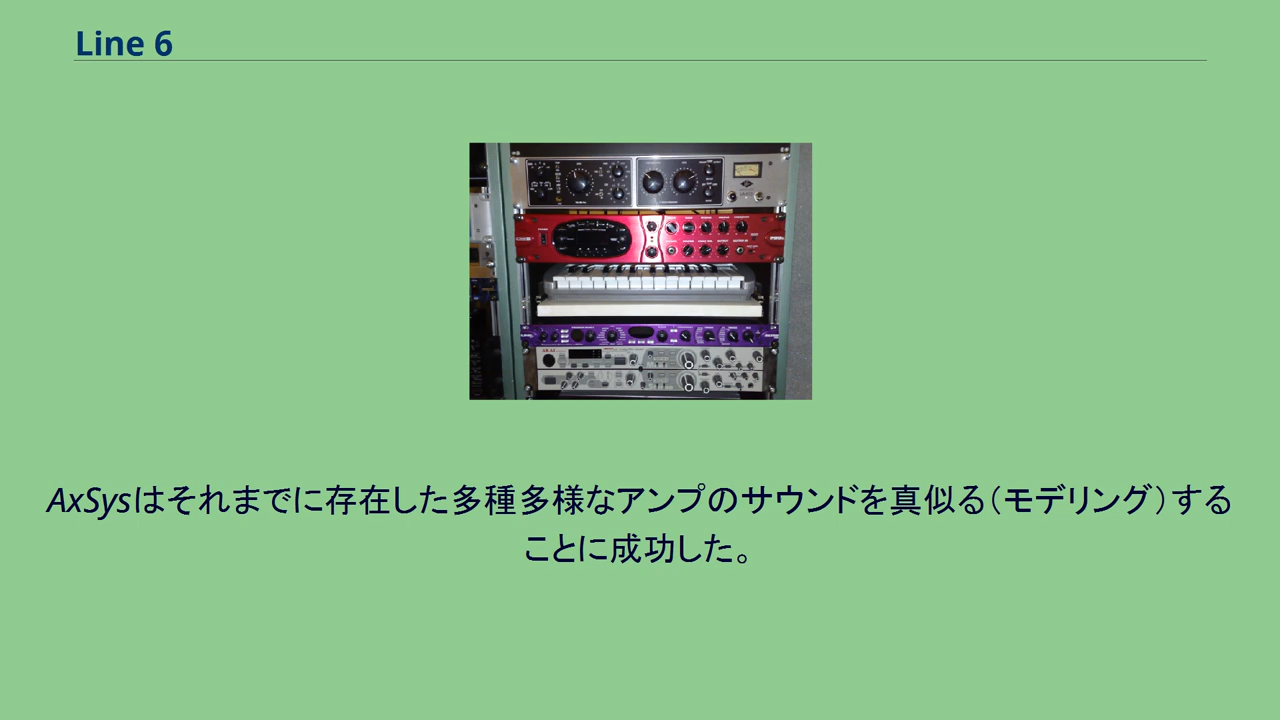 Line 6
AxSysはそれまでに存在した多種多様なアンプのサウンドを真似る（モデリング）する
ことに成功した。